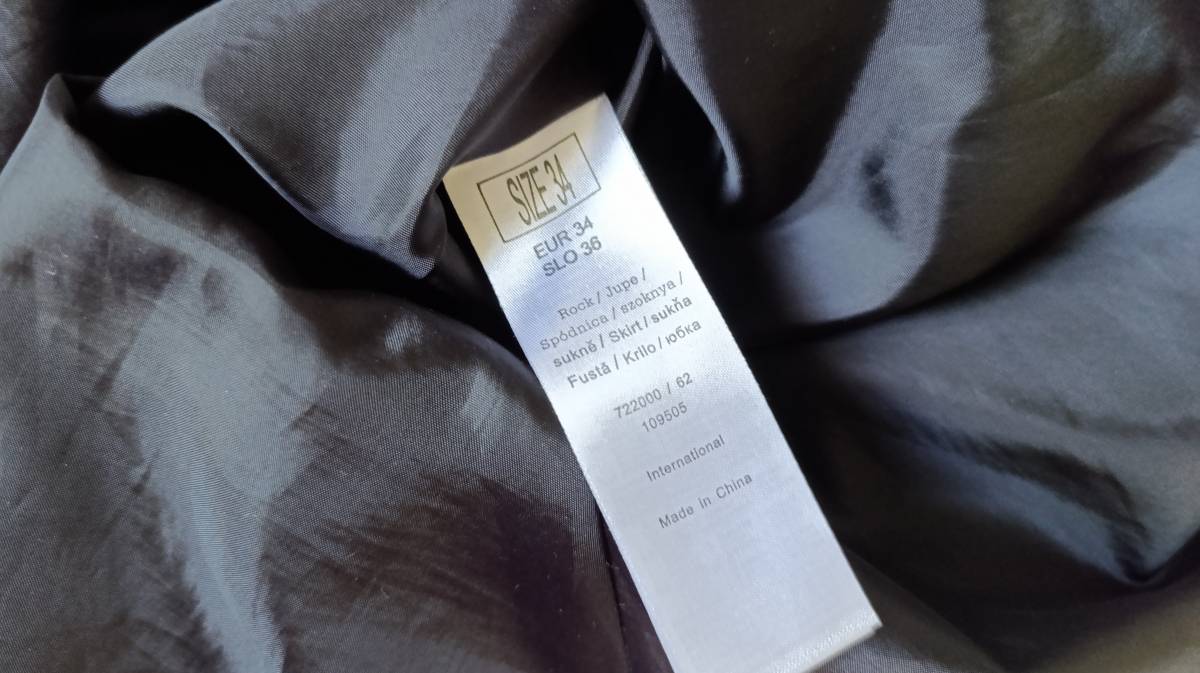 SIZE 34
EUR 34
SLO 36
Rock / Jupe /
Spódnica / szoknya /
sukně / Skirt / sukňa
Fustă / Krilo / юбка
722000 / 62
109505
International
Made in China